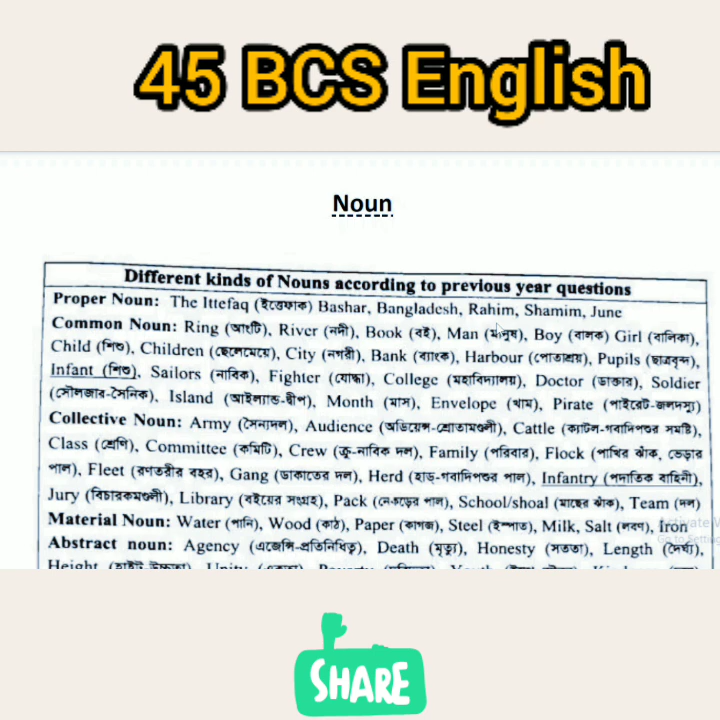 45 BCS English
Noun
Different kinds of Nouns according to previous year questions
Proper Noun: The Ittefaq (ইত্তেফাক) Bashar, Bangladesh, Rahim, Shamim, June
Common Noun: Ring (আংটি), River (নদী), Book (বই), Man (মানুষ), Boy (বালক) Girl (বালিকা),
Child (শিশু), Children (ছেলেমেয়ে), City (নগরী), Bank (ব্যাংক), Harbour (পোতাশ্রয়), Pupils (ছাত্রবৃন্দ),
Infant (শিশু), Sailors (নাবিক), Fighter (যোদ্ধা), College (মহাবিদ্যালয়), Doctor (ডাক্তার), Soldier
(সৌলজার-সৈনিক), Island (আইল্যান্ড-দ্বীপ), Month (মাস), Envelope (খাম), Pirate (পাইরেট-জলদস্যু)
Collective Noun: Army (সৈন্যদল), Audience (অডিয়েন্স-শ্রোতামণ্ডলী), Cattle (ক্যাটল-গবাদিপশুর সমষ্টি),
Class (শ্রেণি), Committee (কমিটি), Crew (ক্রু-নাবিক দল), Family (পরিবার), Flock (পাখির ঝাঁক, ভেড়ার
পাল), Fleet (রণতরীর বহর), Gang (ডাকাতের দল), Herd (হার্ড-গবাদিপশুর পাল), Infantry (পদাতিক বাহিনী),
Jury (বিচারকমণ্ডলী), Library (বইয়ের সংগ্রহ), Pack (নেকড়ের পাল), School/shoal (মাছের ঝাঁক), Team (দল)
Material Noun: Water (পানি), Wood (কাঠ), Paper (কাগজ), Steel (ইস্পাত), Milk, Salt (লবণ), Iron
Abstract noun: Agency (এজেন্সি-প্রতিনিধিত্ব), Death (মৃত্যু), Honesty (সততা), Length (দৈর্ঘ্য),
Height Unity
SHARE